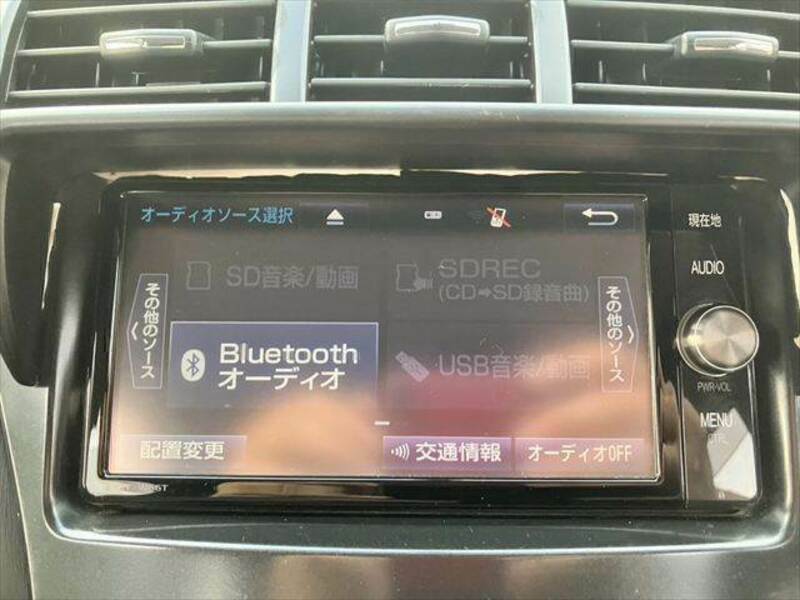 オーディオソース選択
現在地
SD音楽/動画
SDREC
(CD➡SD録音曲)
AUDIO
その他のソース
その他のソース
Bluetooth
オーディオ
USB音楽/動画
PWR•VOL
MENU
CTRL
配置変更
交通情報
オーディオOFF